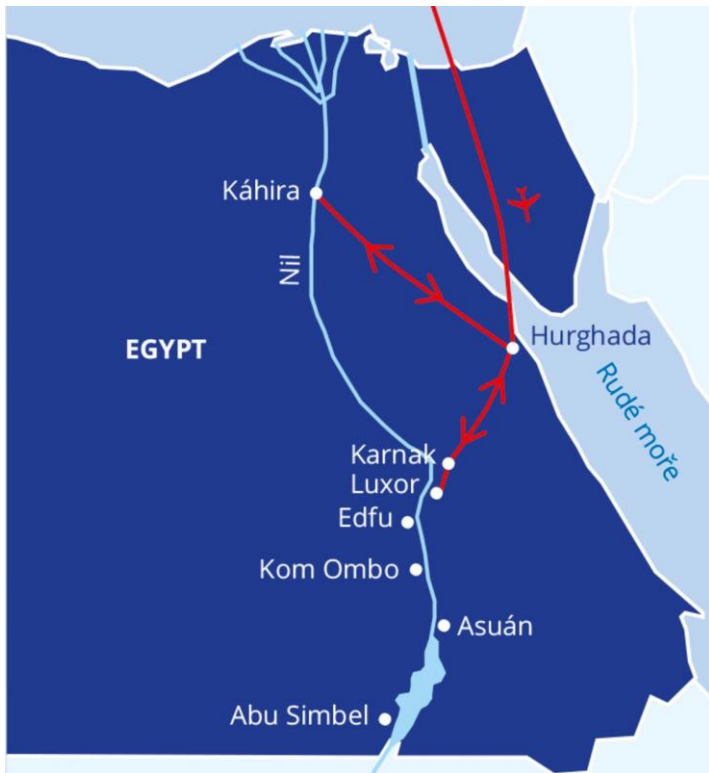 Káhira
Nil
EGYPT
Hurghada
Rudé moře
Karnak
Luxor
Edfu
Kom Ombo
Asuán
Abu Simbel